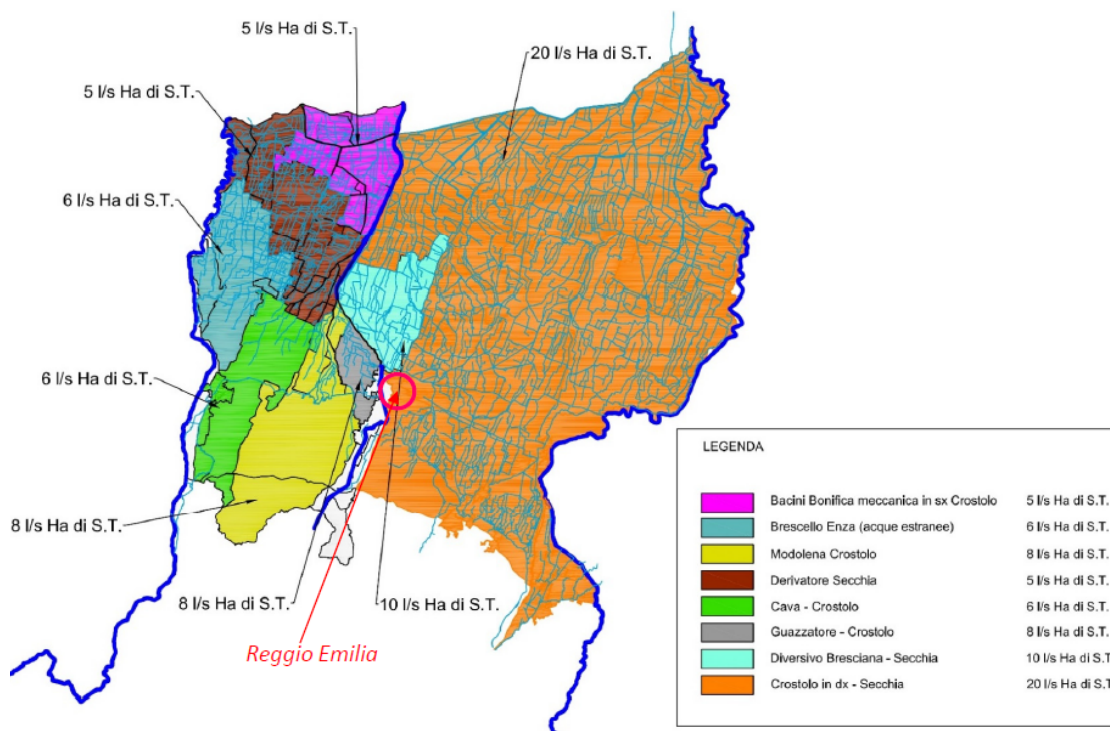 5 l/s Ha di S.T.
20 l/s Ha di S.T.
5 l/s Ha di S.T.
6 l/s Ha di S.T.
6 l/s Ha di S.T.
8 l/s Ha di S.T.
8 l/s Ha di S.T.
10 l/s Ha di S.T.
Reggio Emilia
LEGENDA
Bacini Bonifica meccanica in sx Crostolo 5 l/s Ha di S.T.
Brescello Enza (acque estranee) 6 l/s Ha di S.T.
Modolena Crostolo 8 l/s Ha di S.T.
Derivatore Secchia 5 l/s Ha di S.T.
Cava - Crostolo 6 l/s Ha di S.T.
Guazzatore - Crostolo 8 l/s Ha di S.T.
Diversivo Bresciana - Secchia 10 l/s Ha di S.T.
Crostolo in dx - Secchia 20 l/s Ha di S.T.